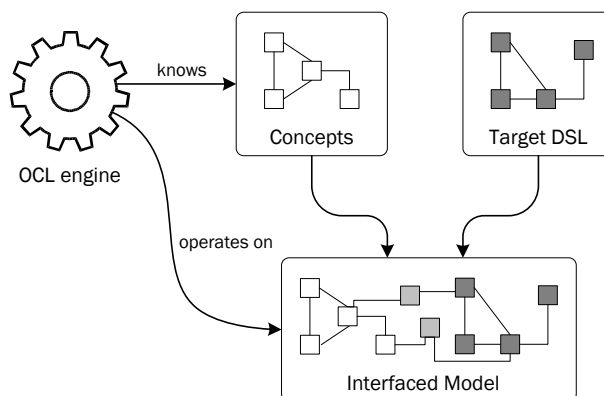 knows
Concepts
Target DSL
OCL engine
operates on
Interfaced Model